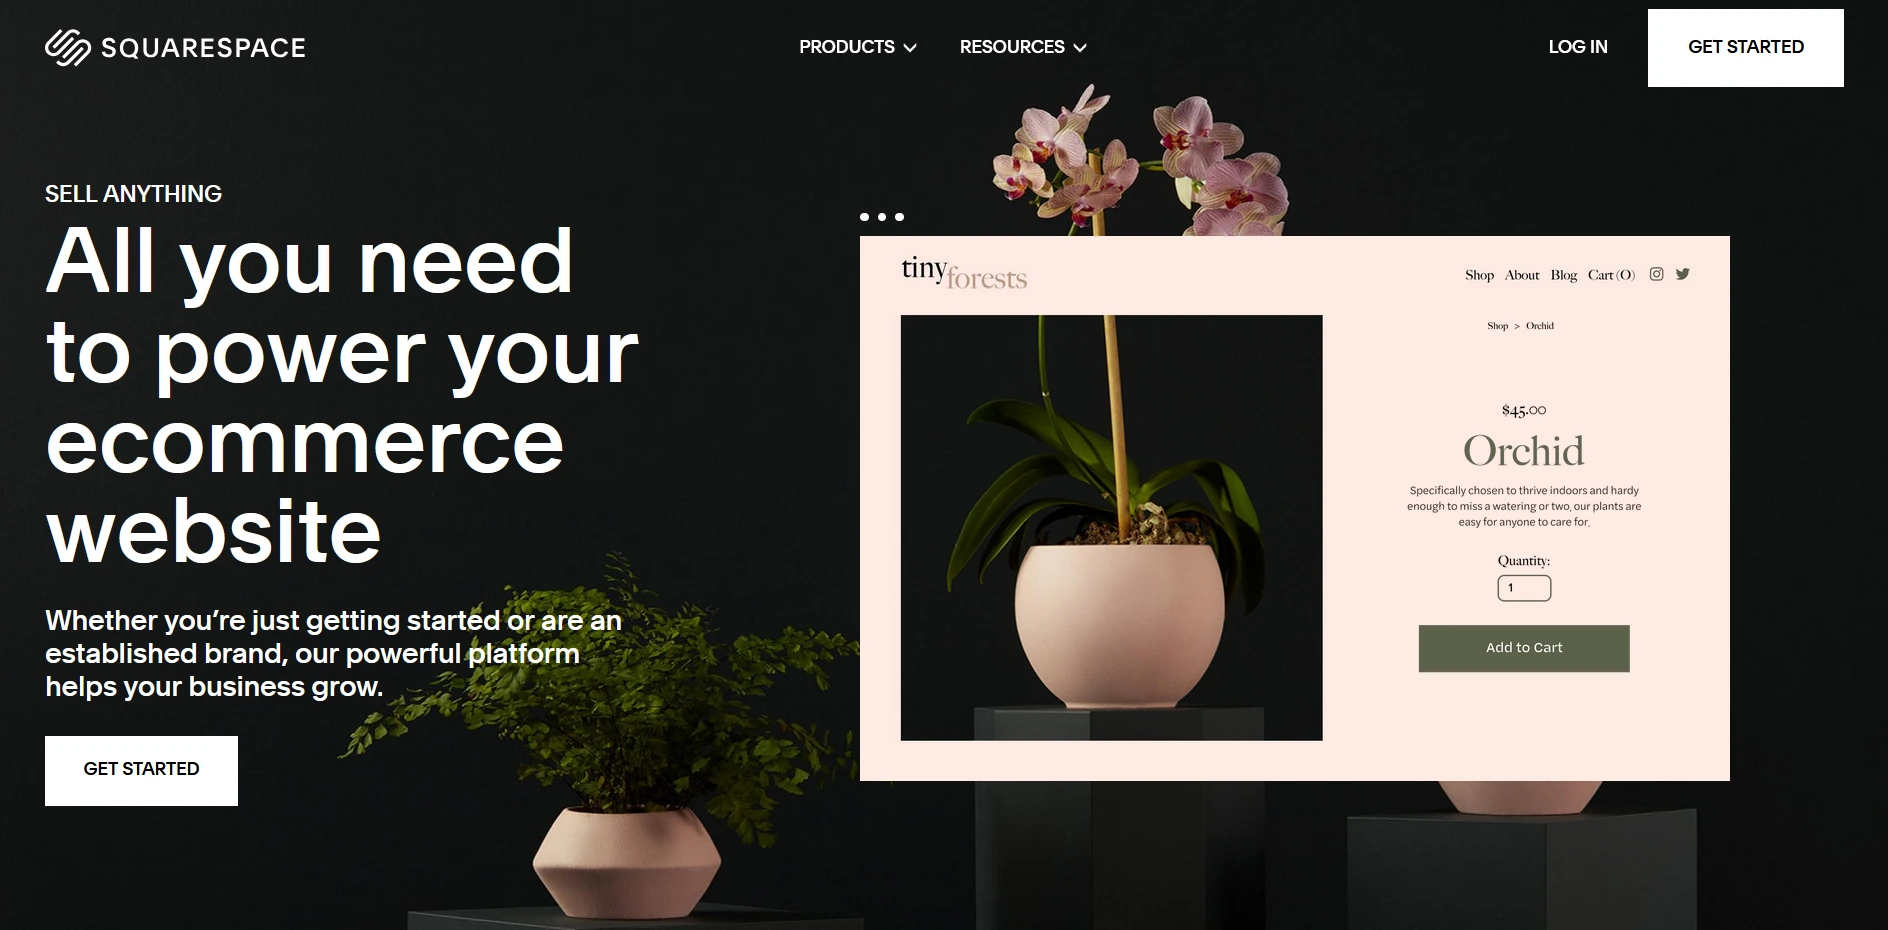 SQUARESPACE
PRODUCTS
RESOURCES
LOG IN
GET STARTED
SELL ANYTHING
All you need
to power your
ecommerce
website
Whether you’re just getting started or are an
established brand, our powerful platform
helps your business grow.
GET STARTED
tinyforests
Shop About Blog Cart (O)
Shop > Orchid
$45.00
Orchid
Specifically chosen to thrive indoors and hardy
enough to miss a watering or two, our plants are
easy for anyone to care for.
Quantity:
1
Add to Cart